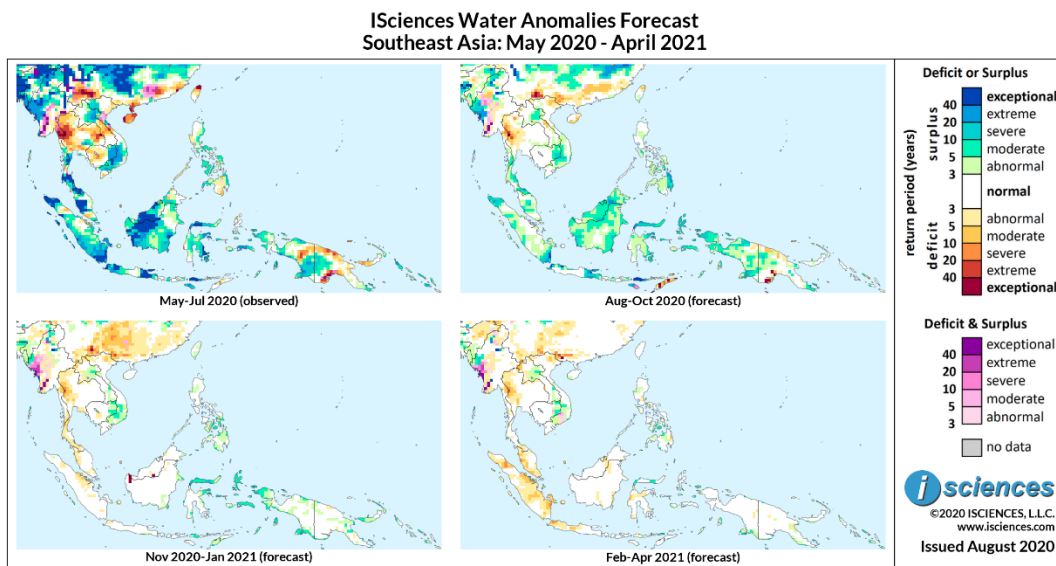 ISciences Water Anomalies Forecast
Southeast Asia: May 2020 - April 2021
May-Jul 2020 (observed)
Aug-Oct 2020 (forecast)
Nov 2020-Jan 2021 (forecast)
Feb-Apr 2021 (forecast)
Deficit or Surplus
return period (years)
surplus
deficit
40 exceptional
20 extreme
10 severe
5 moderate
3 abnormal
normal
3 abnormal
5 moderate
10 severe
20 extreme
40 exceptional
Deficit & Surplus
40 exceptional
20 extreme
10 severe
5 moderate
3 abnormal
no data
i sciences
©2020 ISCIENCES, L.L.C.
www.isciences.com
Issued August 2020